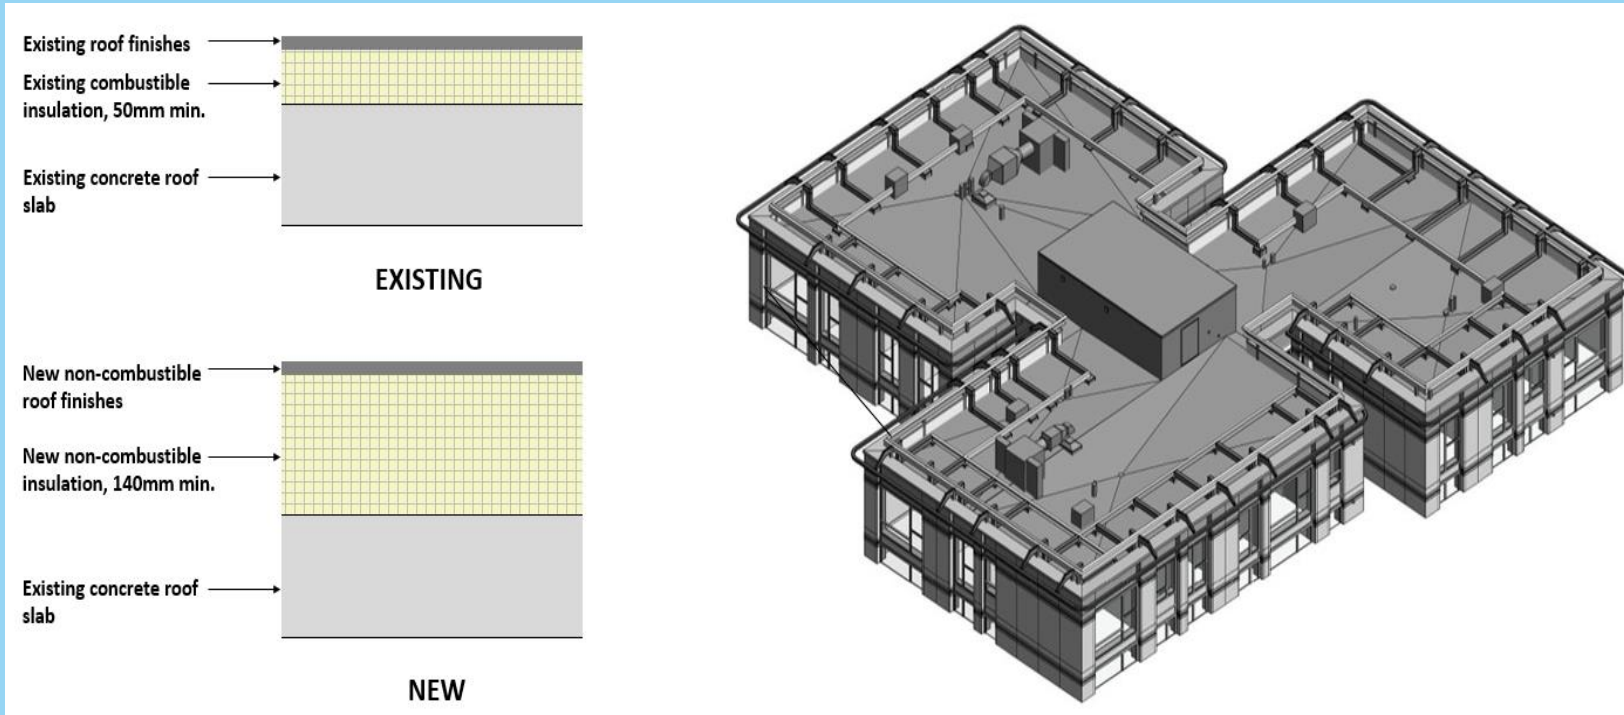 Existing roof finishes
Existing combustible
insulation, 50mm min.
Existing concrete roof
slab
EXISTING
New non-combustible
roof finishes
New non-combustible
insulation, 140mm min.
Existing concrete roof
slab
NEW